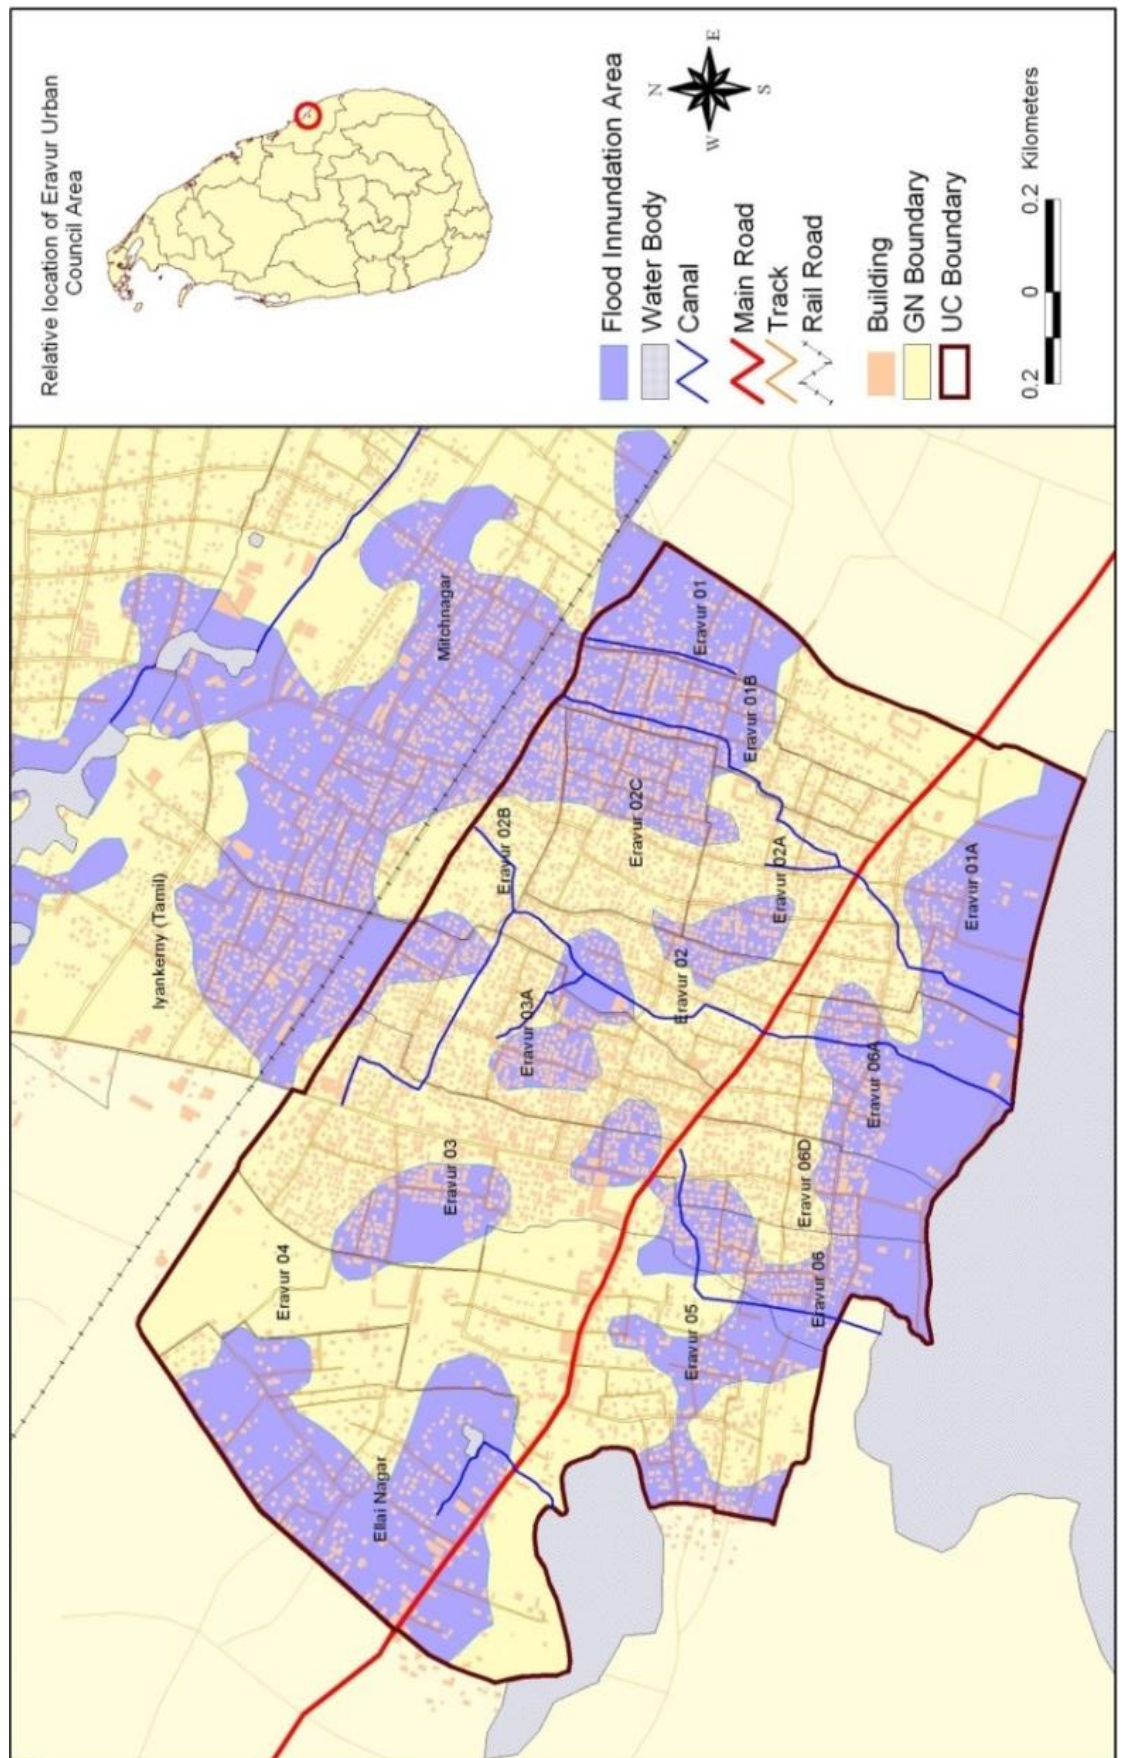 Relative location of Eravur Urban
Council Area
Flood Innundation Area
Water Body
Canal
Main Road
Track
Rail Road
Building
GN Boundary
UC Boundary
N
W
E
S
0.2
0
0.2
Kilometers
Iyankerny (Tamil)
Mitchnagar
Eravur 04
Ellai Nagar
Eravur 03
Eravur 02B
Eravur 03A
Eravur 02C
Eravur 01
Eravur 01B
Eravur 02
Eravur 02A
Eravur 05
Eravur 06D
Eravur 06
Eravur 06A
Eravur 01A